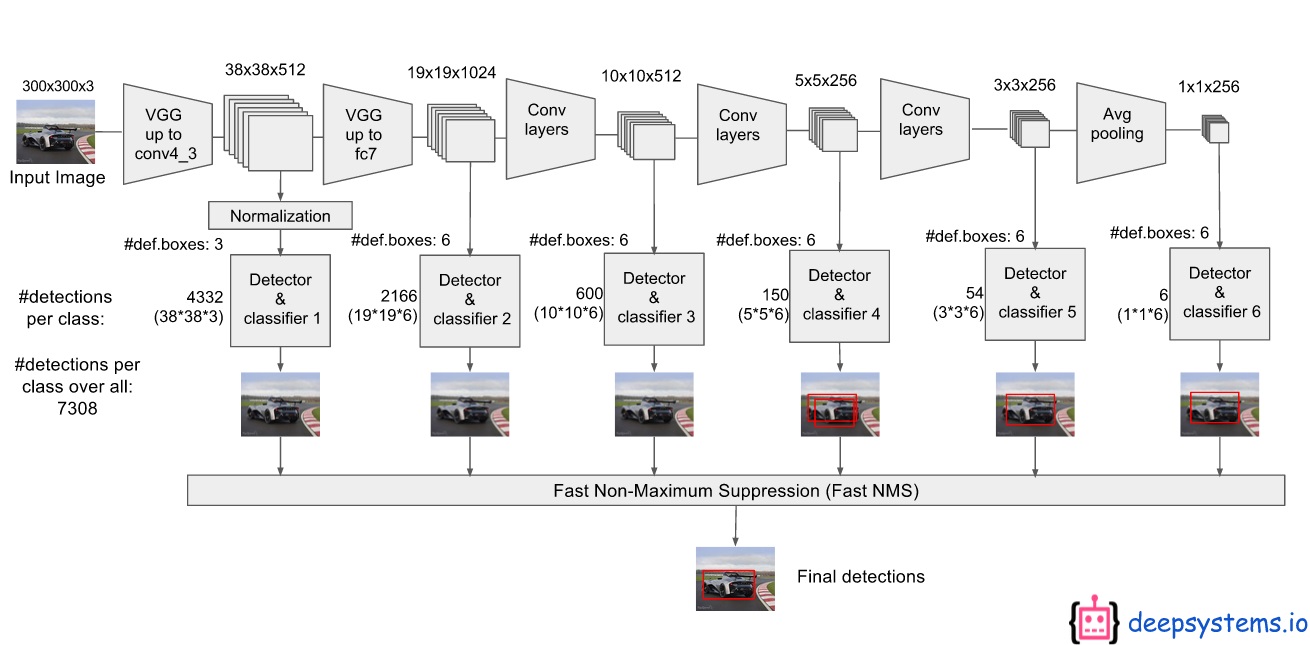 300x300x3
38x38x512
19x19x1024
10x10x512
5x5x256
3x3x256
1x1x256
Input Image
VGG
up to
conv4_3
VGG
up to
fc7
Conv
layers
Conv
layers
Conv
layers
Avg
pooling
Normalization
#def.boxes: 3
#def.boxes: 6
#def.boxes: 6
#def.boxes: 6
#def.boxes: 6
#def.boxes: 6
#detections
per class:
4332
(38*38*3)
Detector
&
classifier 1
2166
(19*19*6)
Detector
&
classifier 2
600
(10*10*6)
Detector
&
classifier 3
150
(5*5*6)
Detector
&
classifier 4
54
(3*3*6)
Detector
&
classifier 5
6
(1*1*6)
Detector
&
classifier 6
#detections per
class over all:
7308
Fast Non-Maximum Suppression (Fast NMS)
Final detections
deepsystems.io